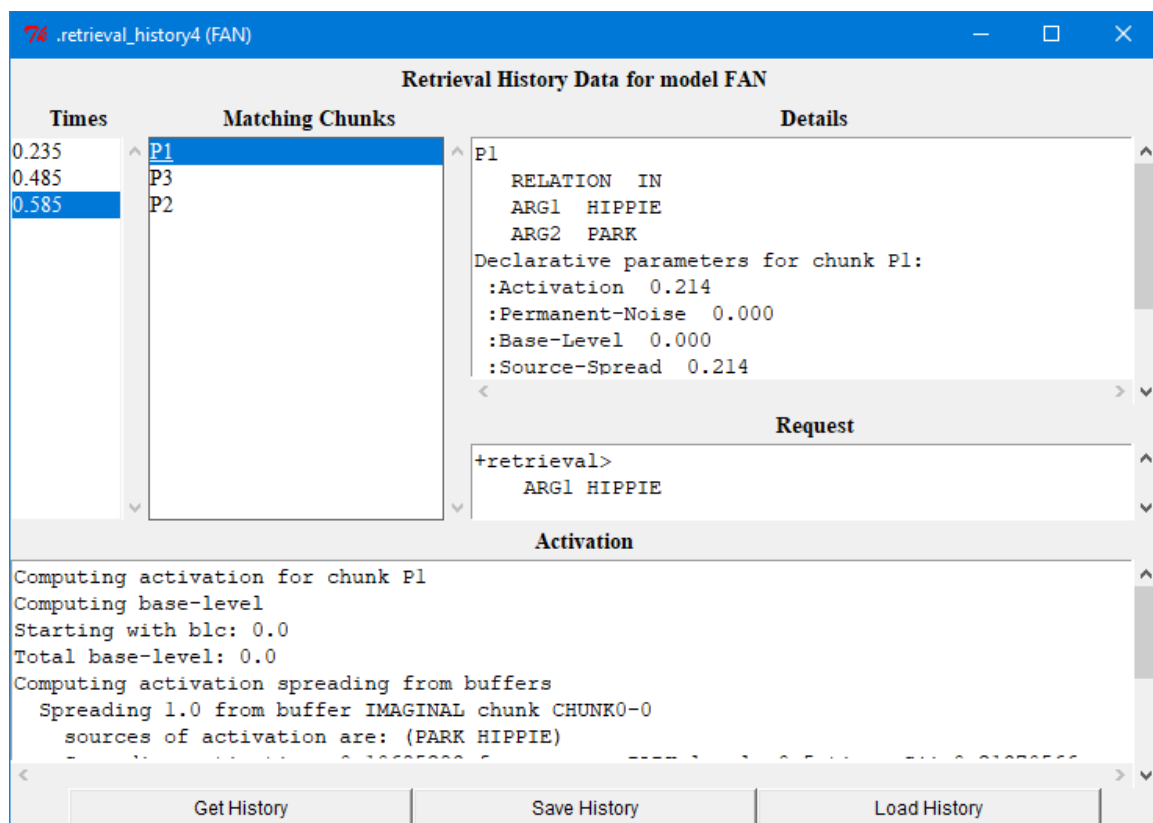 .retrieval_history4 (FAN)
Retrieval History Data for model FAN
Times
Matching Chunks
Details
0.235
0.485
0.585
P1
P3
P2
P1
RELATION IN
ARG1 HIPPIE
ARG2 PARK
Declarative parameters for chunk P1:
:Activation 0.214
:Permanent-Noise 0.000
:Base-Level 0.000
:Source-Spread 0.214
Request
+retrieval>
ARG1 HIPPIE
Activation
Computing activation for chunk P1
Computing base-level
Starting with blc: 0.0
Total base-level: 0.0
Computing activation spreading from buffers
Spreading 1.0 from buffer IMAGINAL chunk CHUNK0-0
sources of activation are: (PARK HIPPIE)
Get History
Save History
Load History